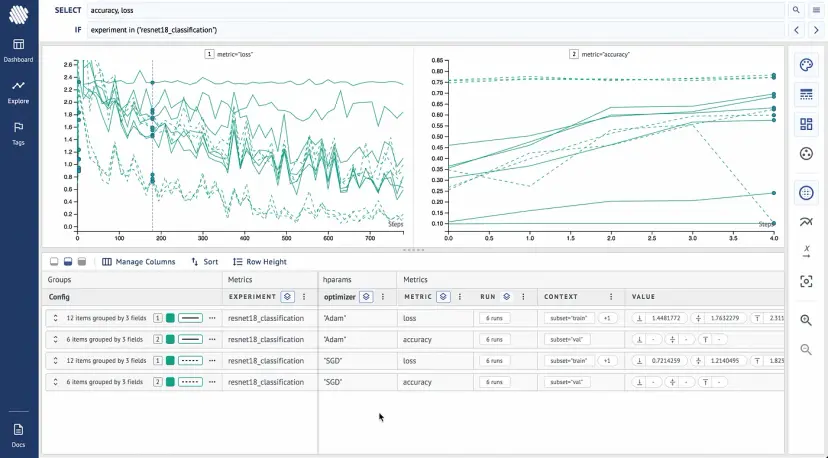 SELECT accuracy, loss
IF experiment in ("resnet18_classification")
Dashboard
Explore
Tags
Docs
1 metric="loss"
2.6
2.4
2.2
2.0
1.8
1.6
1.4
1.2
1.0
0.8
0.6
0.4
0.2
0.0
0 100 200 300 400 500 600 700
Steps
2 metric="accuracy"
0.85
0.80
0.75
0.70
0.65
0.60
0.55
0.50
0.45
0.40
0.35
0.30
0.25
0.20
0.15
0.10
0.0 0.5 1.0 1.5 2.0 2.5 3.0 3.5 4.0
Steps
Manage Columns Sort Row Height
Groups Metrics hparams Metrics
Config EXPERIMENT optimizer METRIC RUN CONTEXT VALUE
12 items grouped by 3 fields 1 resnet18_classification "Adam" loss 6 runs subset="train" +1 1.4481772 1.7632279 2.311
6 items grouped by 3 fields 2 resnet18_classification "Adam" accuracy 6 runs subset="val" - - -
12 items grouped by 3 fields 1 resnet18_classification "SGD" loss 6 runs subset="train" +1 0.7214259 1.2140495 1.825
6 items grouped by 3 fields 2 resnet18_classification "SGD" accuracy 6 runs subset="val" - - -
x